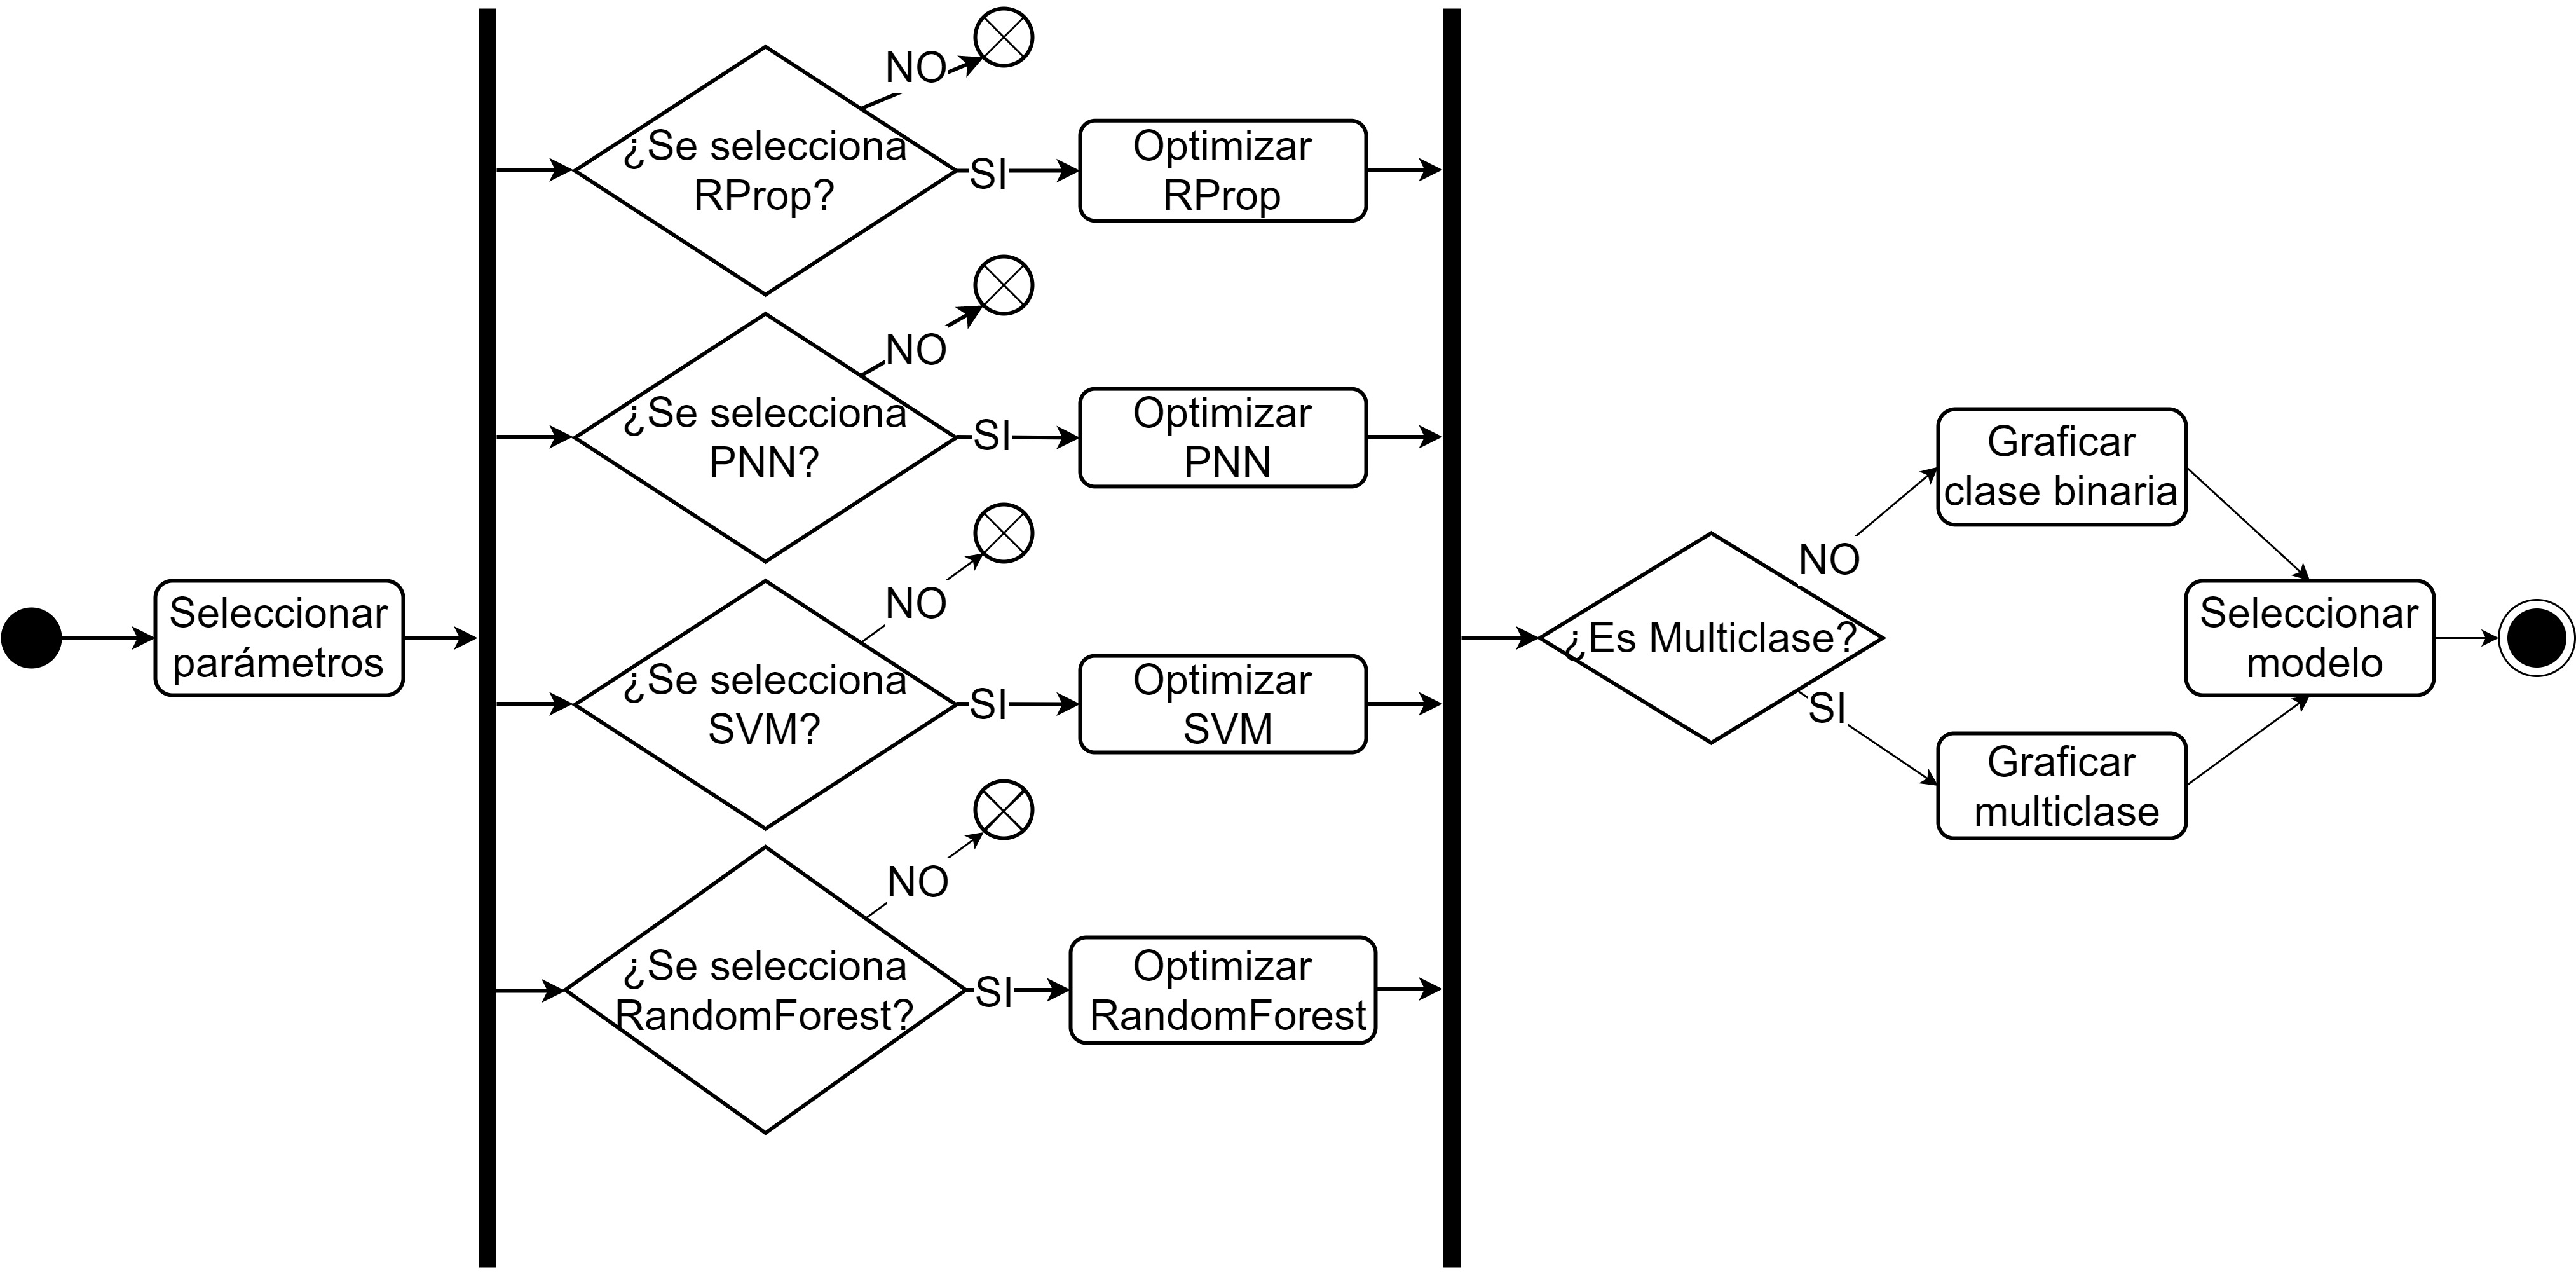 NO
¿Se selecciona
RProp?
SI
Optimizar
RProp
NO
¿Se selecciona
PNN?
SI
Optimizar
PNN
NO
¿Se selecciona
SVM?
SI
Optimizar
SVM
NO
¿Se selecciona
RandomForest?
SI
Optimizar
RandomForest
Seleccionar
parámetros
¿Es Multiclase?
NO
Graficar
clase binaria
SI
Graficar
multiclase
Seleccionar
modelo